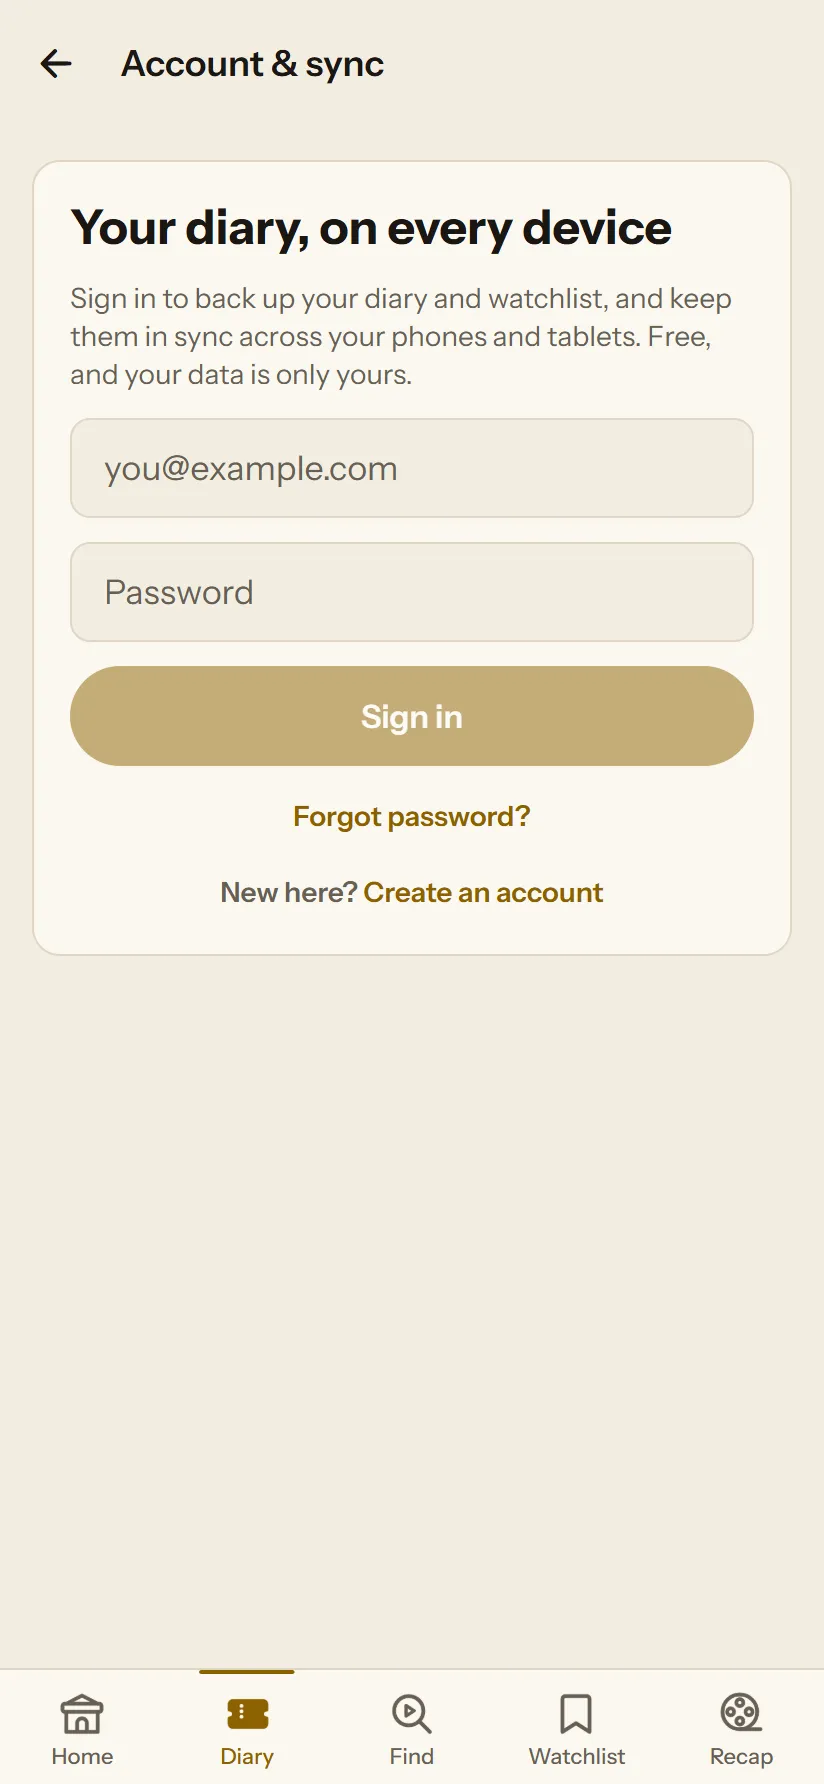 Account & sync
Your diary, on every device
Sign in to back up your diary and watchlist, and keep
them in sync across your phones and tablets. Free,
and your data is only yours.
you@example.com
Password
Sign in
Forgot password?
New here? Create an account
Home
Diary
Find
Watchlist
Recap